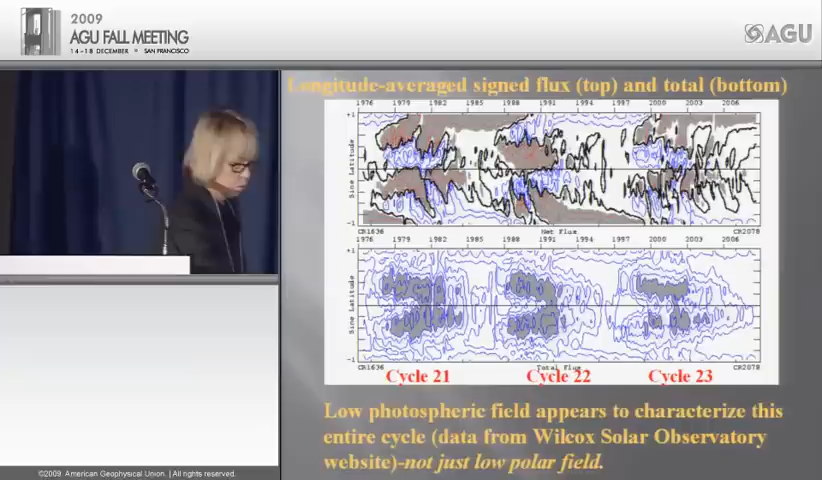 2009
AGU FALL MEETING
14-18 DECEMBER • SAN FRANCISCO
AGU
Longitude-averaged signed flux (top) and total (bottom)
1976 1979 1982 1985 1988 1991 1994 1997 2000 2003 2006
+1
Sine Latitude
-1
CR1636 Net Flux CR2078
1976 1979 1982 1985 1988 1991 1994 1997 2000 2003 2006
+1
Sine Latitude
-1
CR1636 Total Flux CR2078
Cycle 21 Cycle 22 Cycle 23
Low photospheric field appears to characterize this
entire cycle (data from Wilcox Solar Observatory
website)-not just low polar field.
©2009. American Geophysical Union. | All rights reserved.